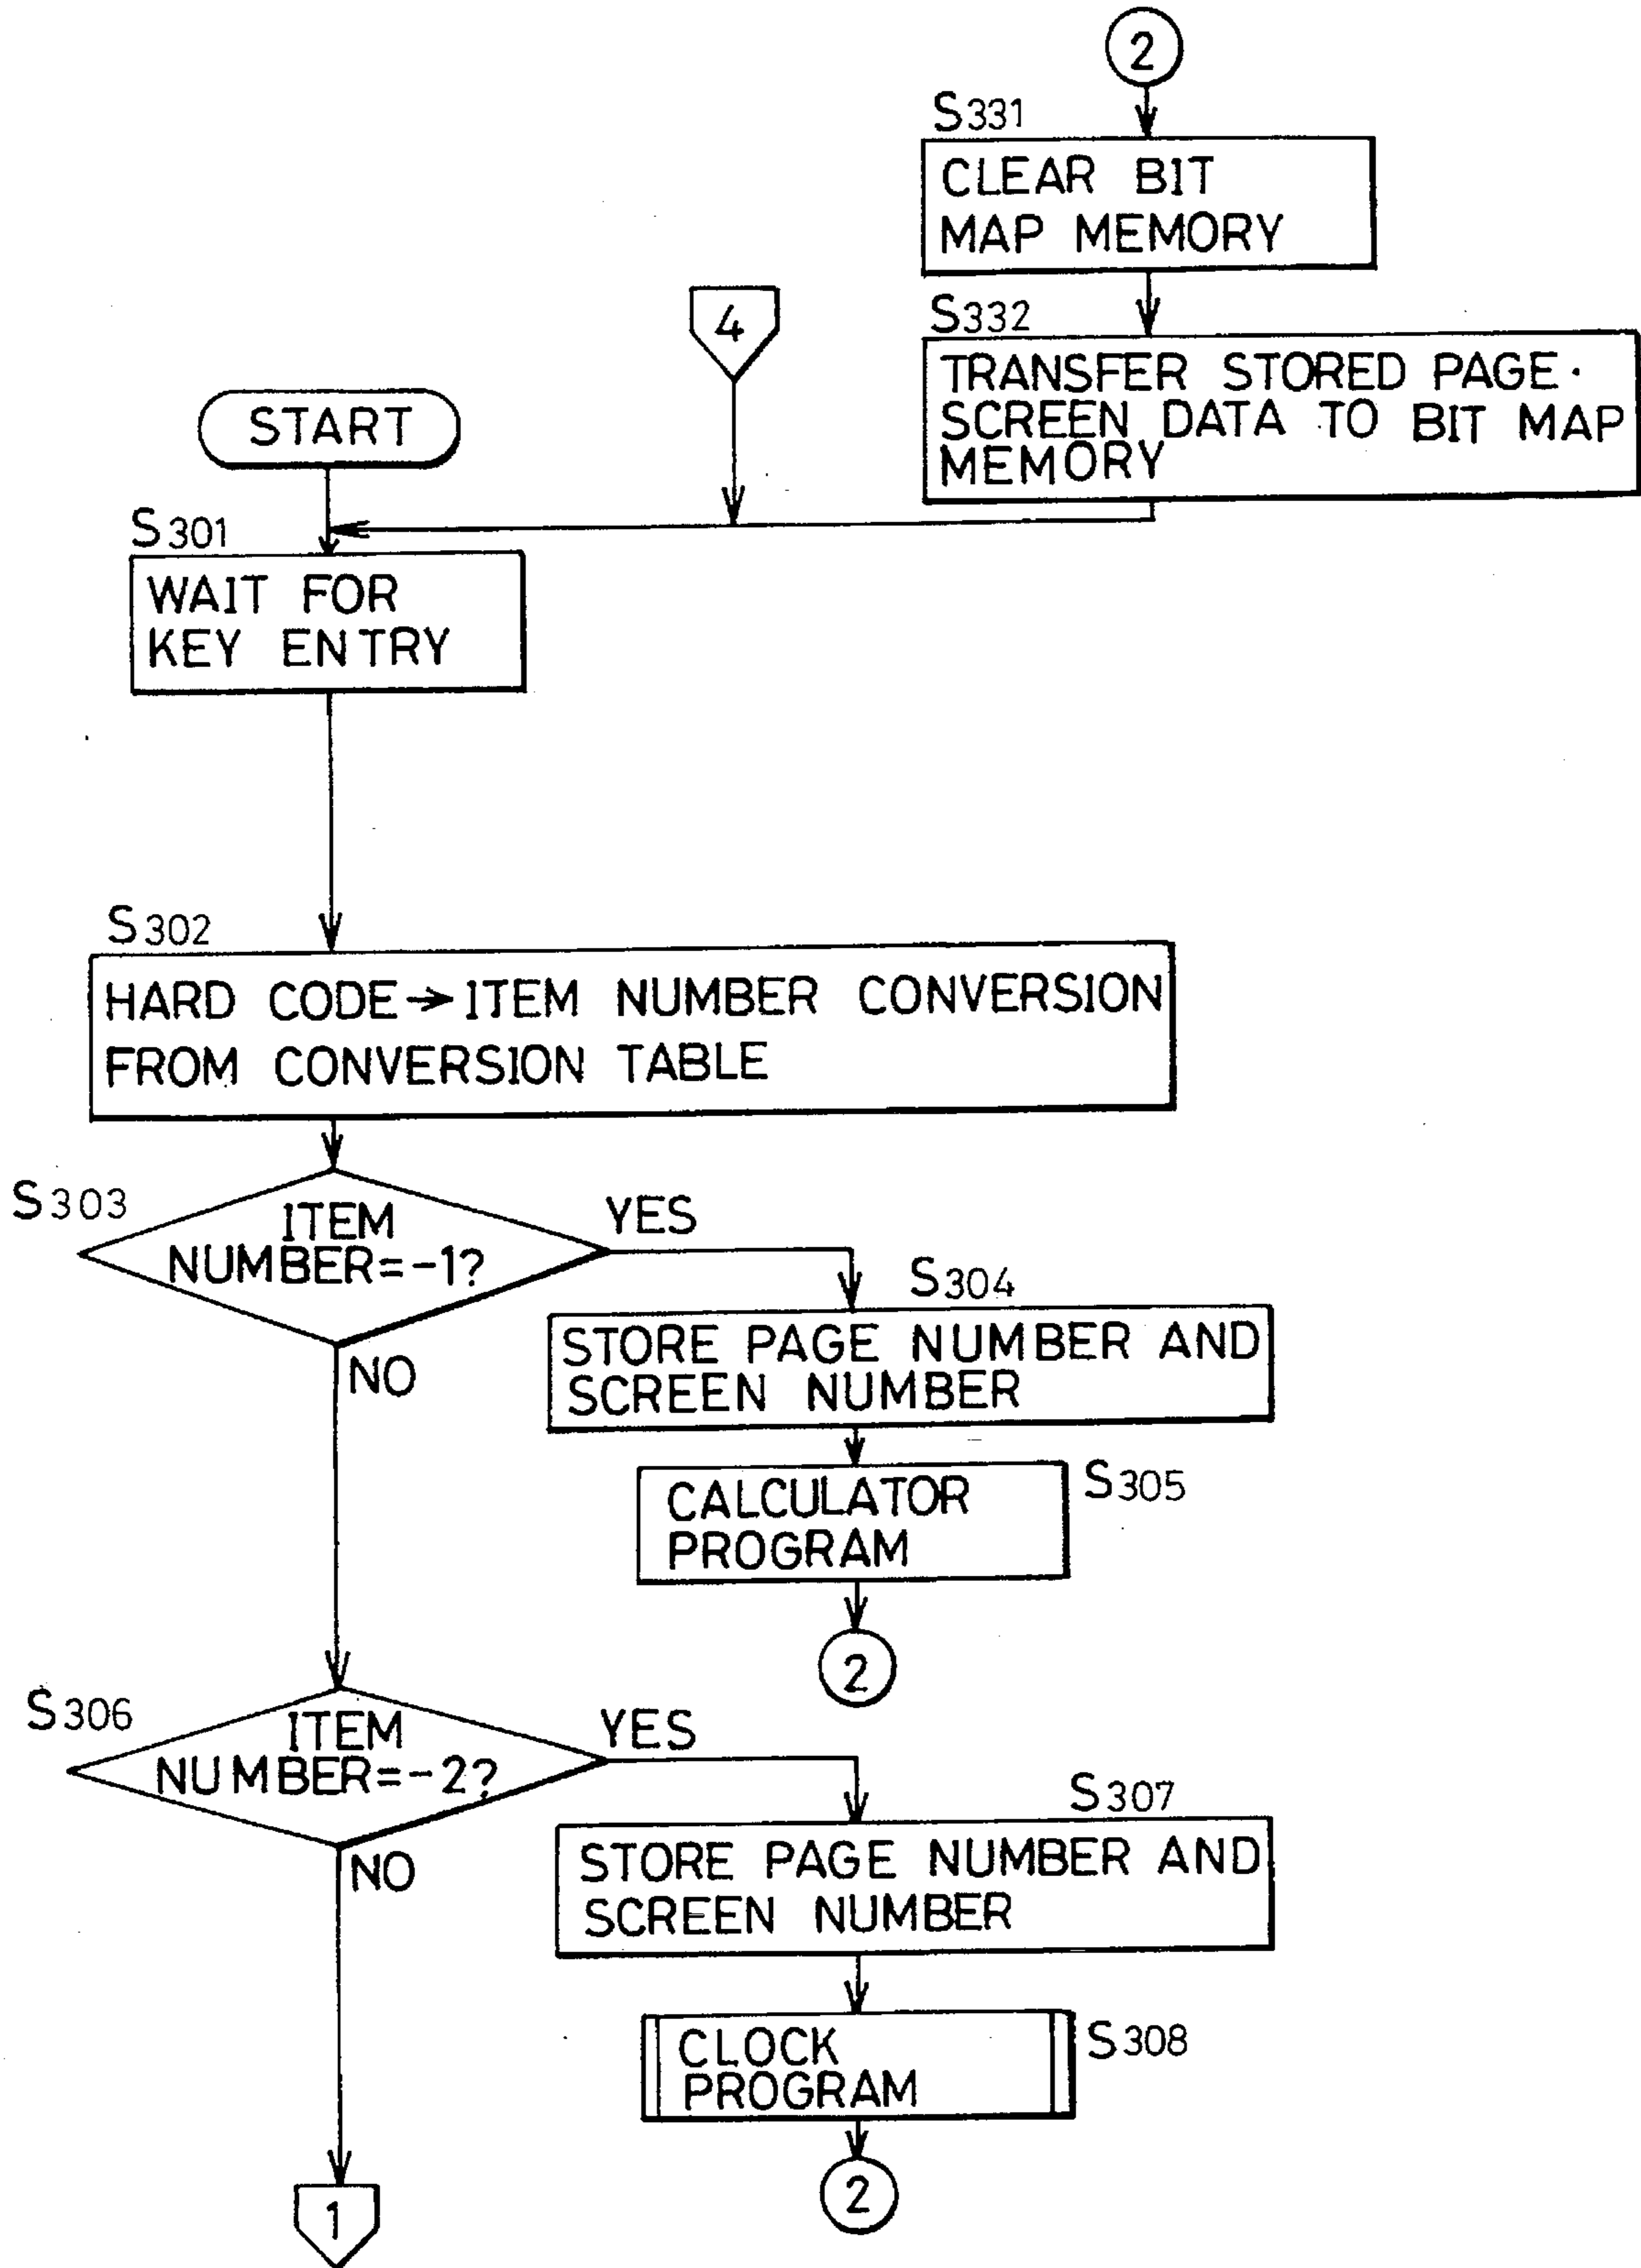 2
S331
CLEAR BIT
MAP MEMORY
4
S332
TRANSFER STORED PAGE·
SCREEN DATA TO BIT MAP
MEMORY
START
S301
WAIT FOR
KEY ENTRY
S302
HARD CODE→ITEM NUMBER CONVERSION
FROM CONVERSION TABLE
S303
ITEM
NUMBER=-1?
YES
NO
S304
STORE PAGE NUMBER AND
SCREEN NUMBER
CALCULATOR
PROGRAM
S305
2
S306
ITEM
NUMBER=-2?
YES
NO
S307
STORE PAGE NUMBER AND
SCREEN NUMBER
CLOCK
PROGRAM
S308
2
1